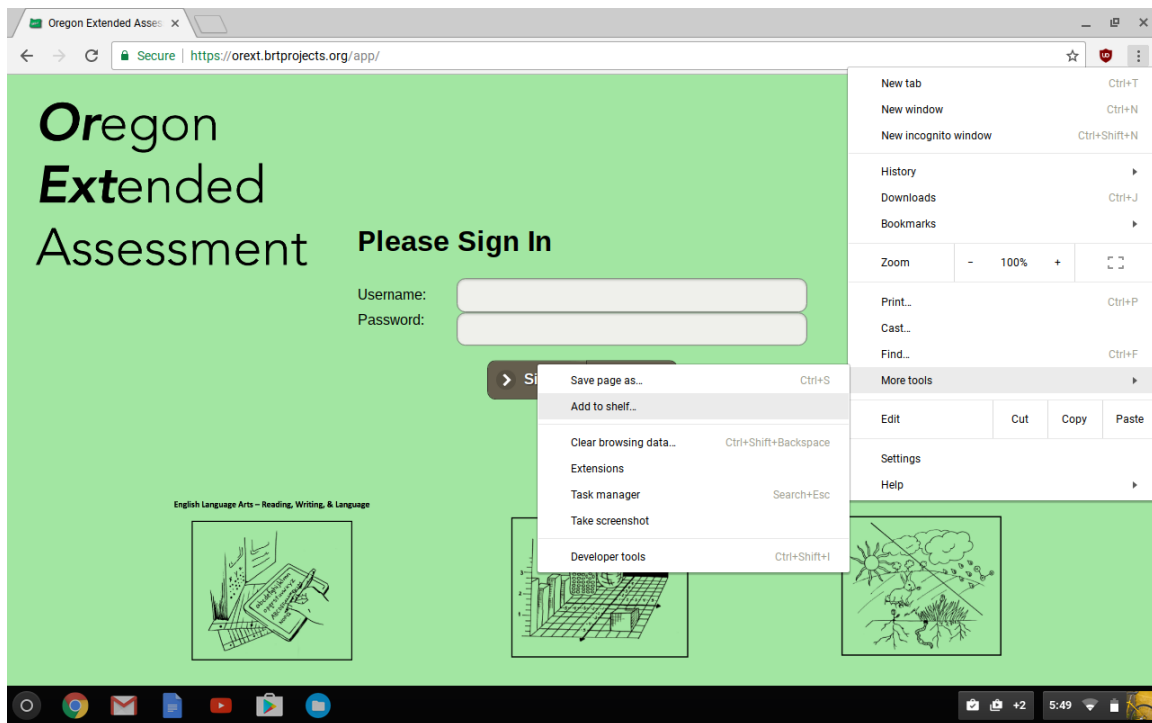 Oregon Extended Asses
Secure | https://orext.brtprojects.org/app/
Oregon
Extended
Assessment
Please Sign In
Username:
Password:
Si
English Language Arts – Reading, Writing, & Language
New tab Ctrl+T
New window Ctrl+N
New incognito window Ctrl+Shift+N
History
Downloads Ctrl+J
Bookmarks
Zoom - 100% +
Print... Ctrl+P
Cast...
Find... Ctrl+F
More tools
Edit Cut Copy Paste
Settings
Help
Save page as... Ctrl+S
Add to shelf...
Clear browsing data... Ctrl+Shift+Backspace
Extensions
Task manager Search+Esc
Take screenshot
Developer tools Ctrl+Shift+I
+2 5:49